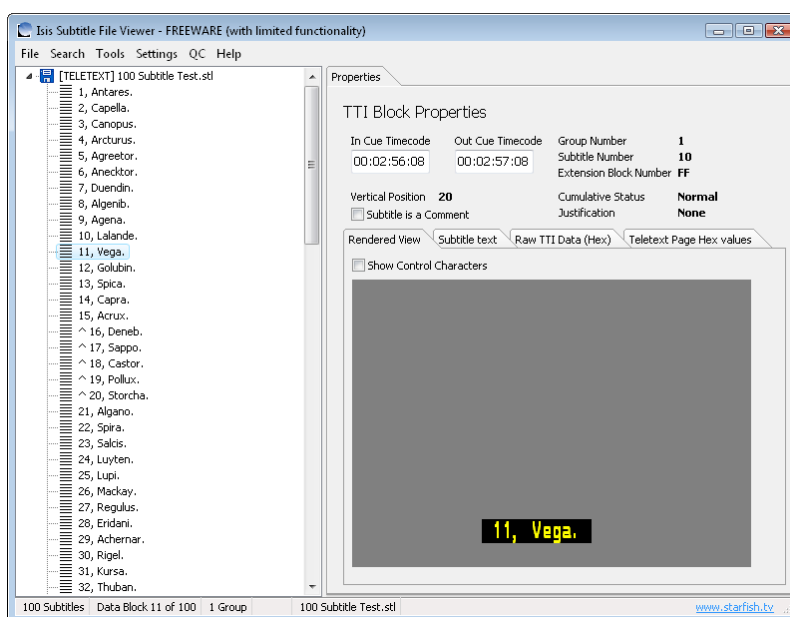 Isis Subtitle File Viewer - FREEWARE (with limited functionality)
File Search Tools Settings QC Help
[TELETEXT] 100 Subtitle Test.stl
1, Antares.
2, Capella.
3, Canopus.
4, Arcturus.
5, Agreetor.
6, Anecktor.
7, Duendin.
8, Algenib.
9, Agena.
10, Lalande.
11, Vega.
12, Golubin.
13, Spica.
14, Capra.
15, Acrux.
^ 16, Deneb.
^ 17, Sappo.
^ 18, Castor.
^ 19, Pollux.
^ 20, Storcha.
21, Algano.
22, Spira.
23, Salcis.
24, Luyten.
25, Lupi.
26, Mackay.
27, Regulus.
28, Eridani.
29, Achernar.
30, Rigel.
31, Kursa.
32, Thuban.
Properties
TTI Block Properties
In Cue Timecode Out Cue Timecode Group Number 1
00:02:56:08 00:02:57:08 Subtitle Number 10
Extension Block Number FF
Vertical Position 20 Cumulative Status Normal
Subtitle is a Comment Justification None
Rendered View Subtitle text Raw TTI Data (Hex) Teletext Page Hex values
Show Control Characters
11, Vega.
100 Subtitles Data Block 11 of 100 1 Group 100 Subtitle Test.stl www.starfish.tv